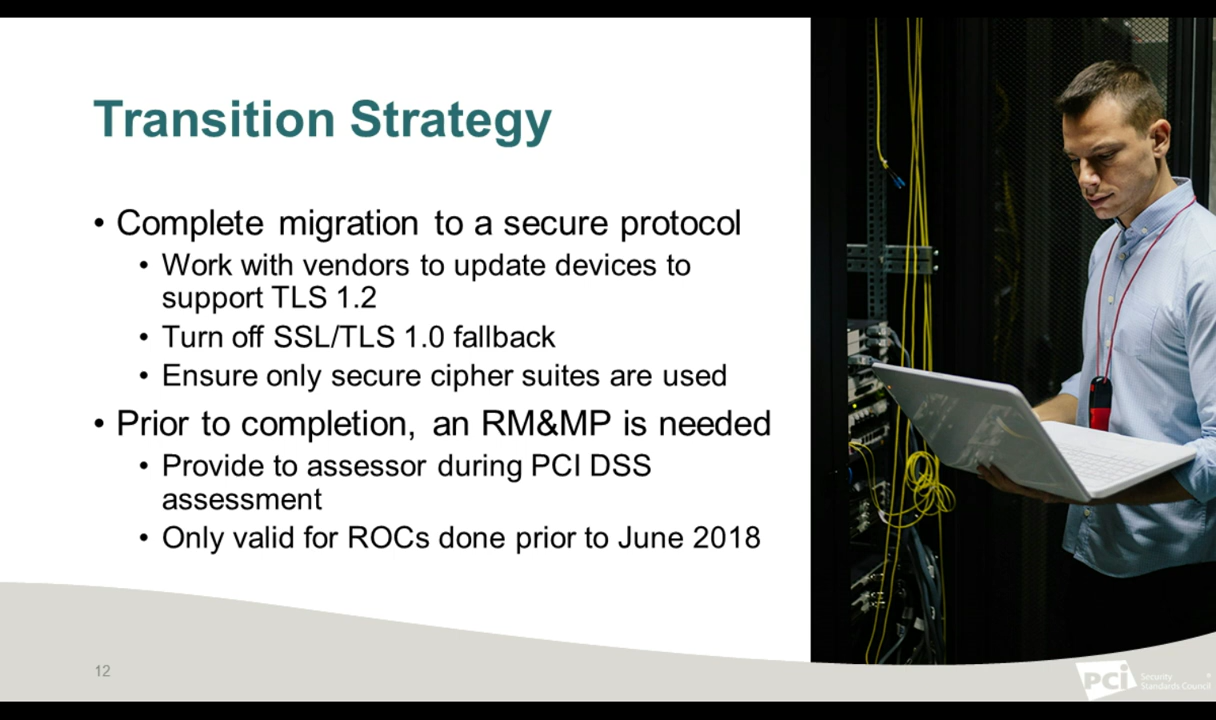 Transition Strategy
• Complete migration to a secure protocol
• Work with vendors to update devices to
support TLS 1.2
• Turn off SSL/TLS 1.0 fallback
• Ensure only secure cipher suites are used
• Prior to completion, an RM&MP is needed
• Provide to assessor during PCI DSS
assessment
• Only valid for ROCs done prior to June 2018
12
PCI Security
Standards Council